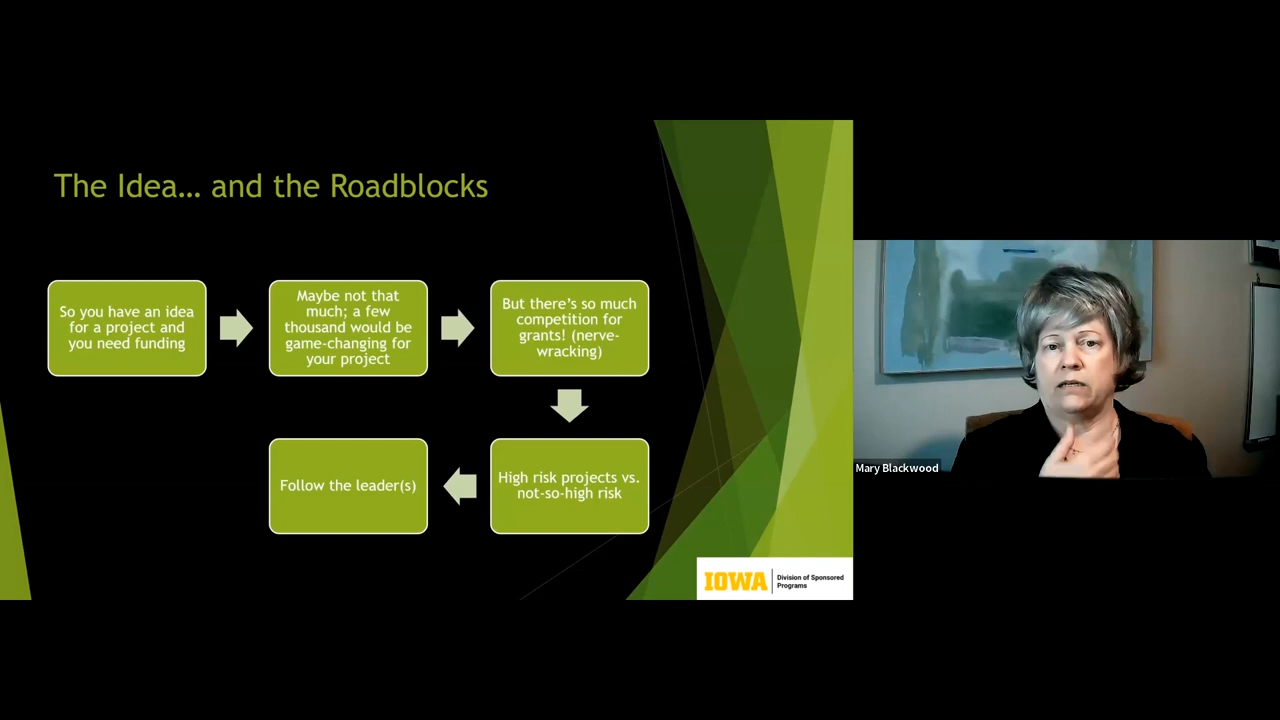 The Idea… and the Roadblocks
So you have an idea
for a project and
you need funding
Maybe not that
much; a few
thousand would be
game-changing for
your project
But there's so much
competition for
grants! (nerve-
wracking)
High risk projects vs.
not-so-high risk
Follow the leader(s)
IOWA
Division of Sponsored
Programs
Mary Blackwood